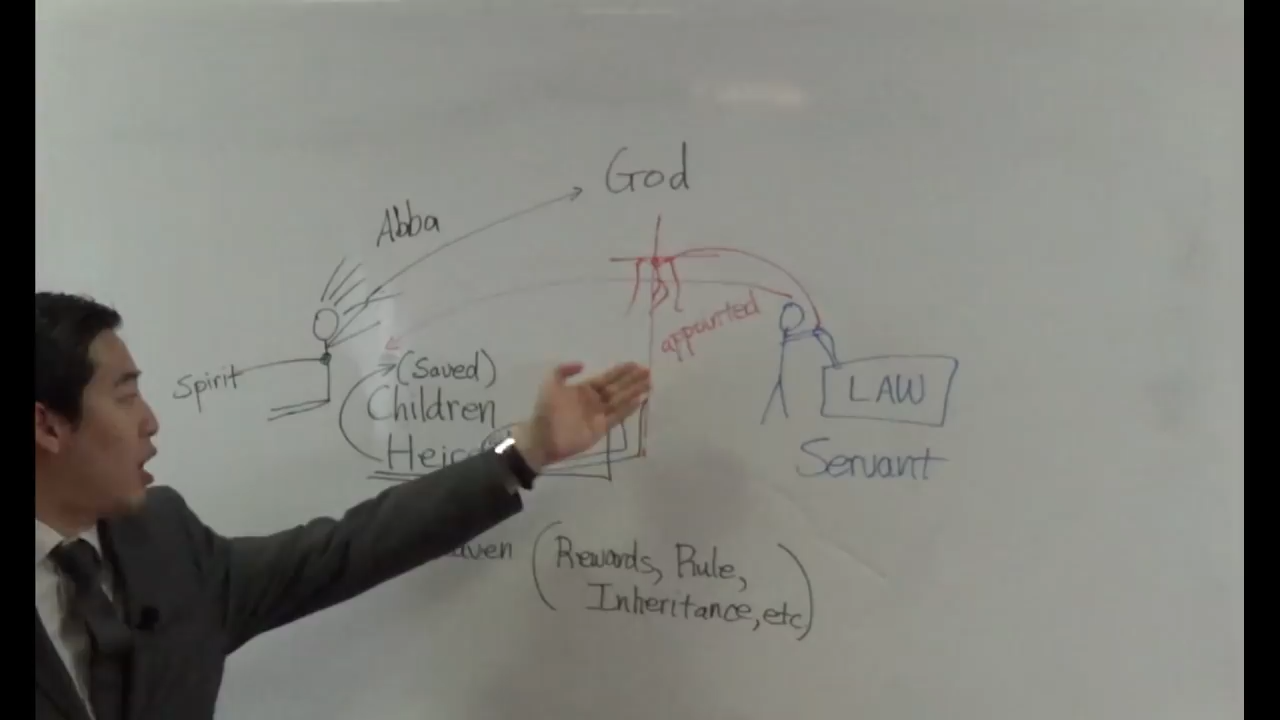 God
Abba
appointed
Spirit
(Saved)
Children
LAW
Servant
(Rewards, Rule,
Inheritance, etc)